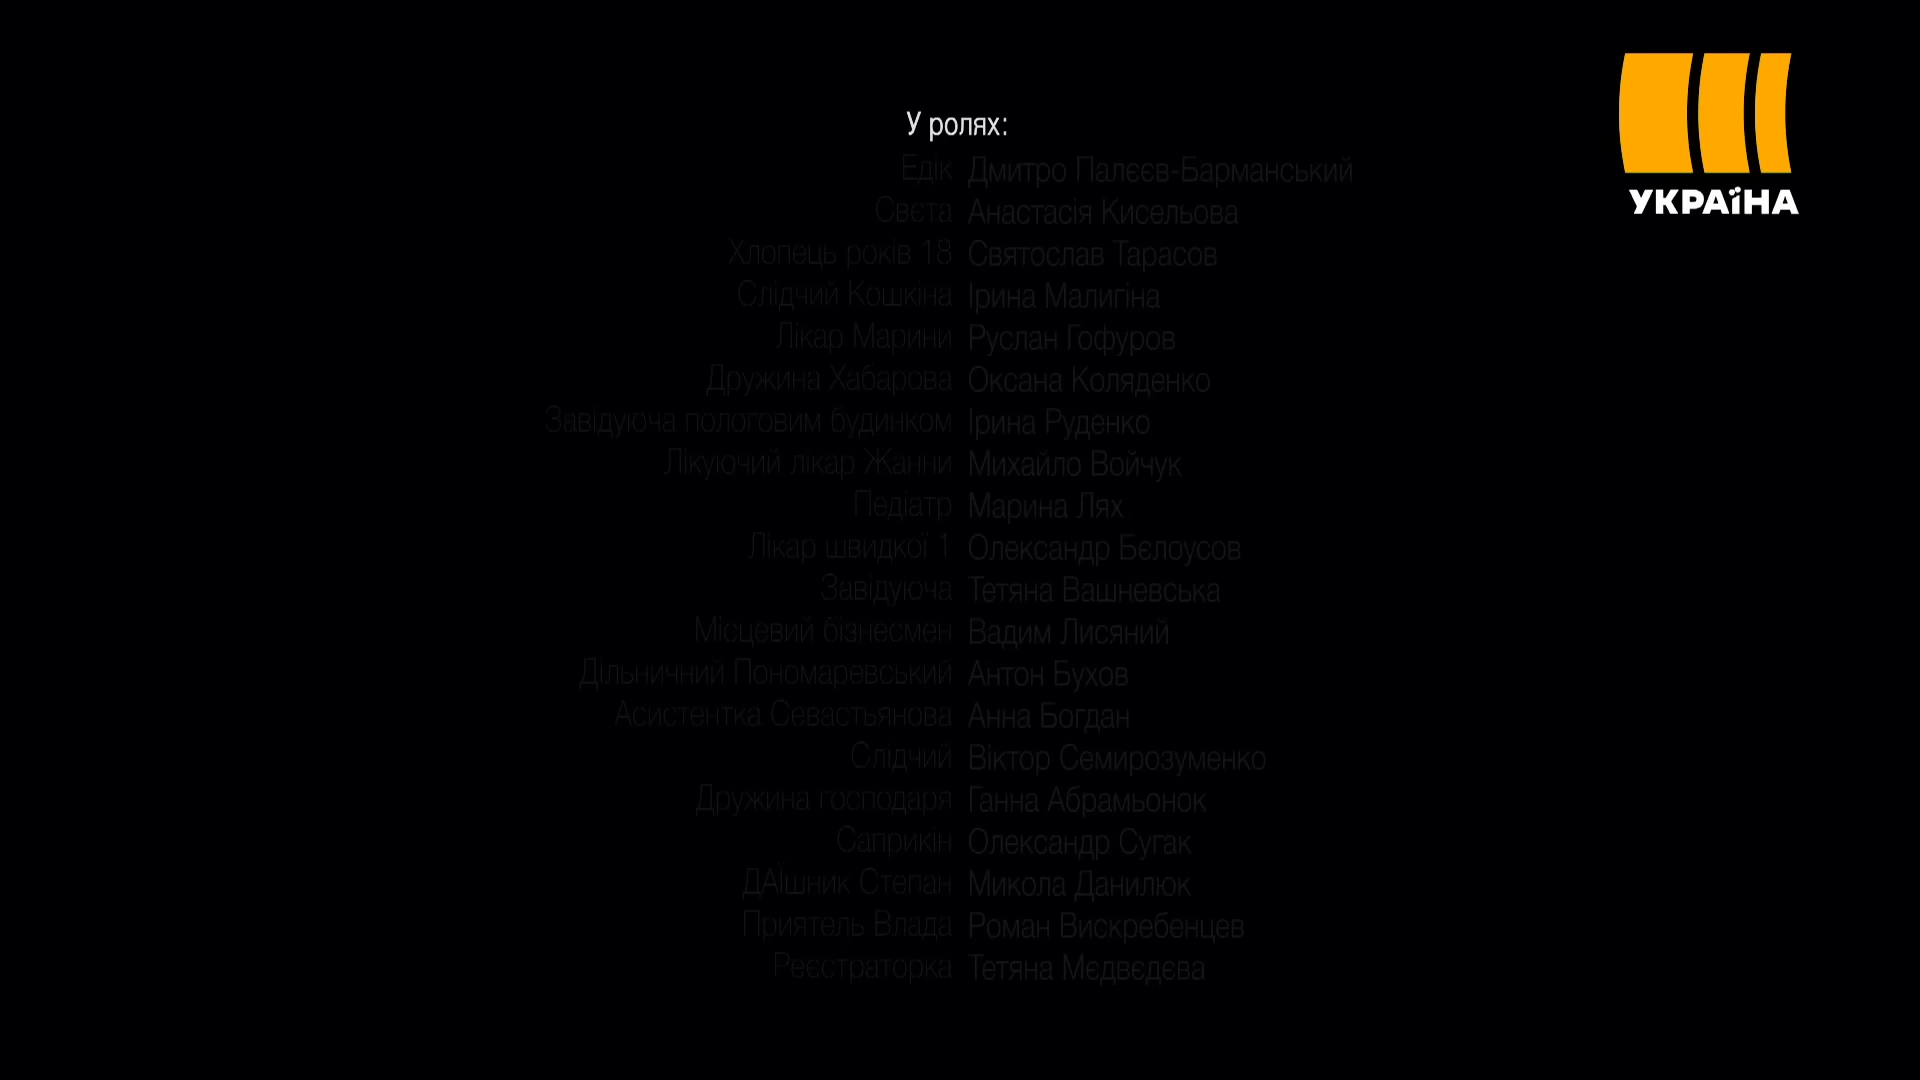 У ролях:
Едік Дмитро Палєєв-Барманський
Свєта Анастасія Кисельова
Хлопець років 18 Святослав Тарасов
Слідчий Кошкіна Ірина Малигіна
Лікар Марини Руслан Гофуров
Дружина Хабарова Оксана Коляденко
Завідуюча пологовим будинком Ірина Руденко
Лікуючий лікар Жанни Михайло Войчук
Педіатр Марина Лях
Лікар швидкої 1 Олександр Бєлоусов
Завідуюча Тетяна Вашневська
Місцевий бізнесмен Вадим Лисяний
Дільничний Пономаревський Антон Бухов
Асистентка Севастьянова Анна Богдан
Слідчий Віктор Семирозуменко
Дружина господаря Ганна Абрамьонок
Саприкін Олександр Сугак
ДАЇшник Степан Микола Данилюк
Приятель Влада Роман Вискребенцев
Реєстраторка Тетяна Мєдвєдєва
УКРАЇНА